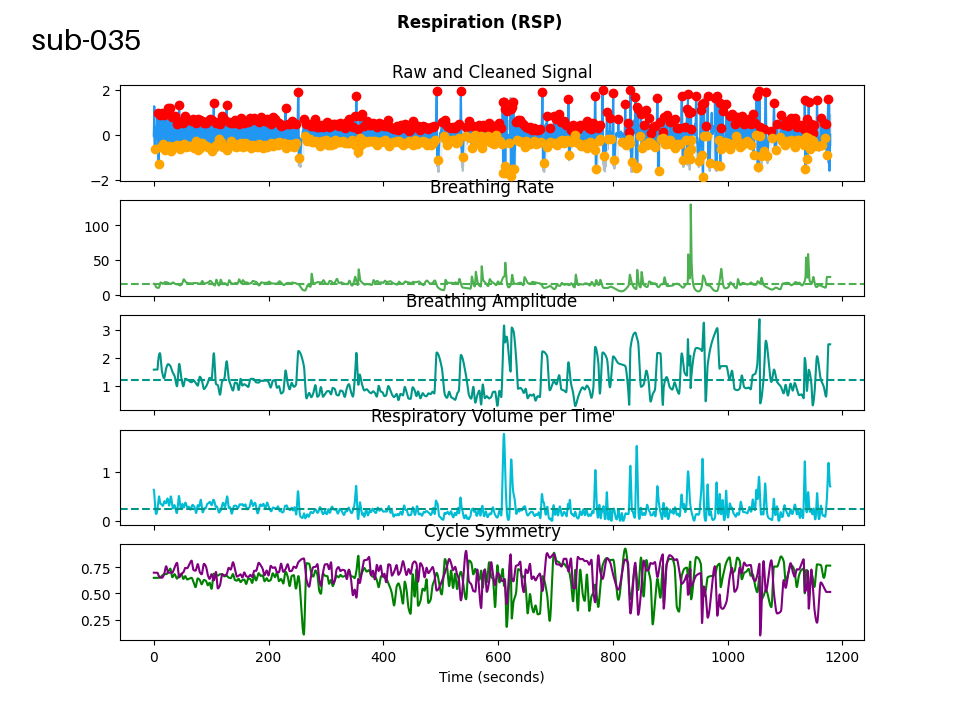 Respiration (RSP)
sub-035
Raw and Cleaned Signal
2
0
−2
Breathing Rate
100
50
0
Breathing Amplitude
3
2
1
Respiratory Volume per Time
1
0
Cycle Symmetry
0.75
0.50
0.25
0 200 400 600 800 1000 1200
Time (seconds)